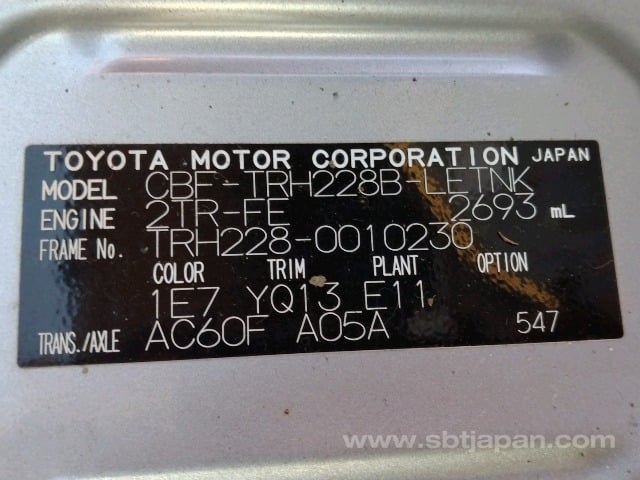 TOYOTA MOTOR CORPORATION JAPAN
MODEL CBF-TRH228B-LETNK
ENGINE 2TR-FE 2693 mL
FRAME No. TRH228-0010230
COLOR TRIM PLANT OPTION
1E7 YQ13 E11
TRANS./AXLE AC60F A05A 547
www.sbtjapan.com